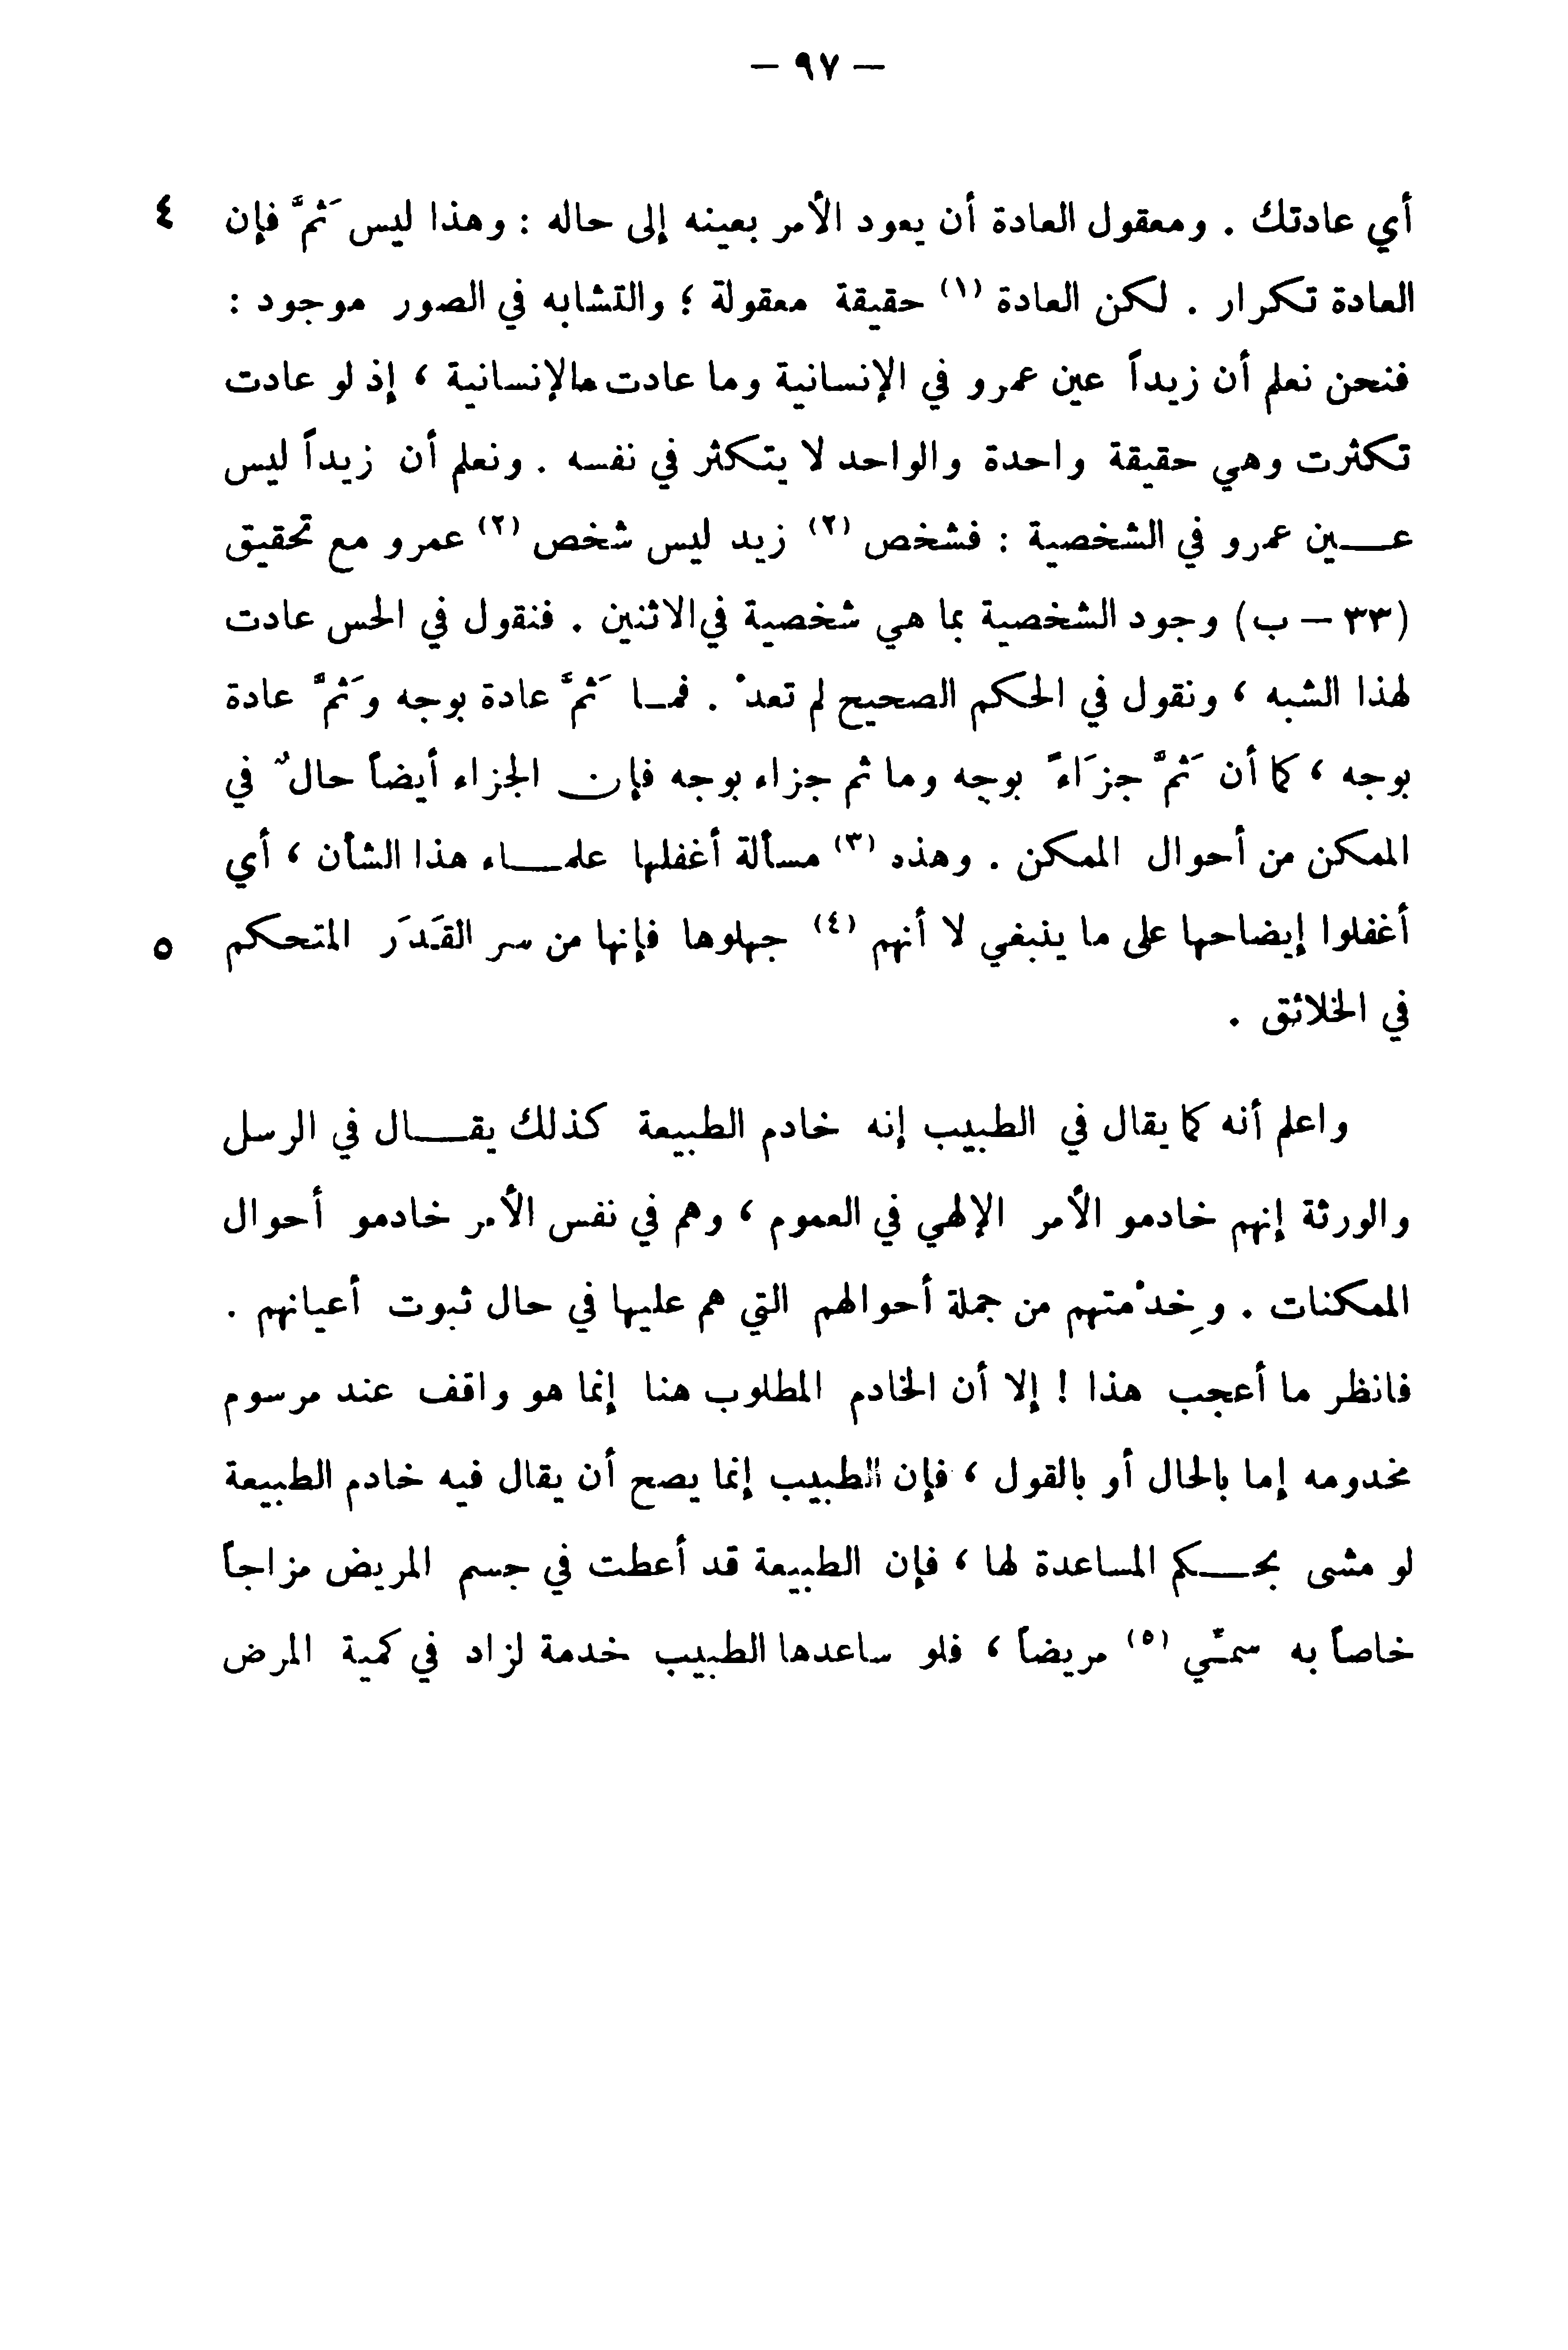 — ٩٧ —
أي عادتك . ومعقول العادة أن يعود الأمر بعينه إلى حاله : وهذا ليس ثَمَّ فإن ٤
العادة تكرار . لكن العادة (١) حقيقة معقولة ؛ والتشابه في الصور موجود :
فنحن نعلم أن زيداً عين عمرو في الإنسانية وما عادت الإنسانية ، إذ لو عادت
تكثرت وهي حقيقة واحدة والواحد لا يتكثر في نفسه . ونعلم أن زيداً ليس
عـــين عمرو في الشخصية : فشخص (٢) زيد ليس شخص (٢) عمرو مع تحقيق
(٣٣ – ب) وجود الشخصية بما هي شخصية في الاثنين . فنقول في الحس عادت
لهذا الشبه ، ونقول في الحكم الصحيح لم تعدْ . فمـا ثَمَّ عادة بوجه وثَمَّ عادة
بوجه ، كما أن ثَمَّ جزَاءً بوجه وما ثم جزاء بوجه فإن الجزاء أيضاً حالٌ في
الممكن من أحوال الممكن . وهذه (٣) مسألة أغفلها علمـــاء هذا الشأن ، أي
أغفلوا إيضاحها على ما ينبغي لا أنهم (٤) جهلوها فإنها من سر القَدَر المتحكم ٥
في الخلائق .
واعلم أنه كما يقال في الطبيب إنه خادم الطبيعة كذلك يقـــال في الرسل
والورثة إنهم خادمو الأمر الإلهي في العموم ، وهم في نفس الأمر خادمو أحوال
الممكنات . وخِدْمتهم من جملة أحوالهم التي هم عليها في حال ثبوت أعيانهم .
فانظر ما أعجب هذا ! إلا أن الخادم المطلوب هنا إنما هو واقف عند مرسوم
مخدومه إما بالحال أو بالقول ، فإن الطبيب إنما يصح أن يقال فيه خادم الطبيعة
لو مشى بحـــكم المساعدة لها ، فإن الطبيعة قد أعطت في جسم المريض مزاجاً
خاصاً به سمّي (٥) مريضاً ، فلو ساعدها الطبيب خدمة لزاد في كمية المرض